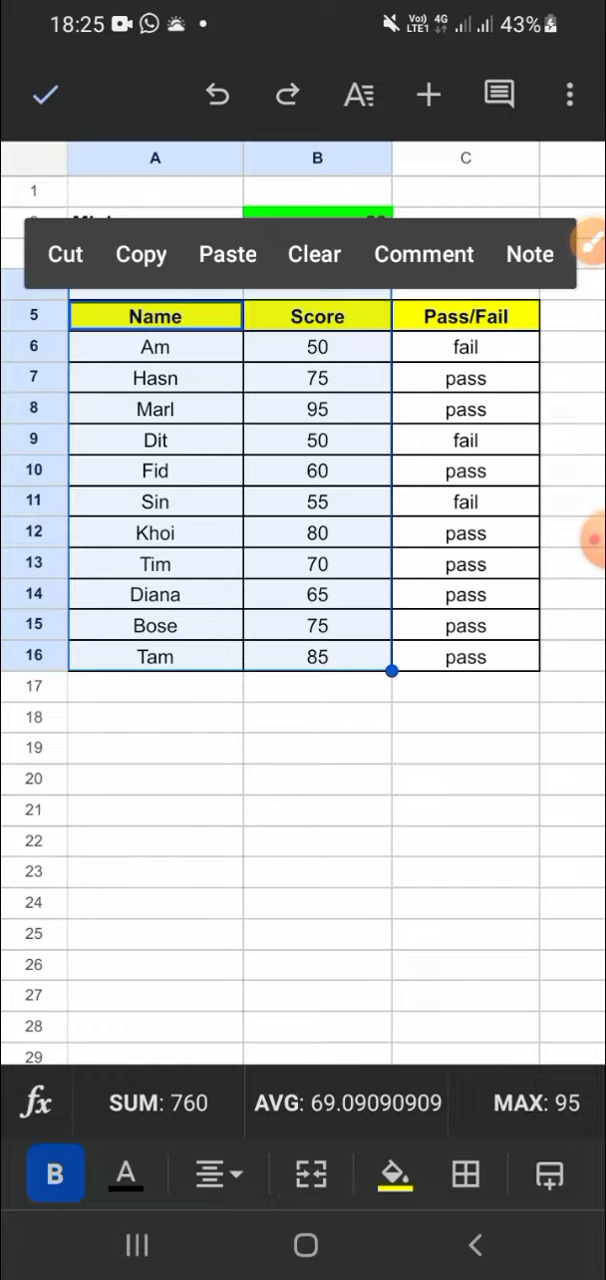 18:25 Vo)) LTE1 4G 43%
A B C
1
Cut Copy Paste Clear Comment Note
5 Name Score Pass/Fail
6 Am 50 fail
7 Hasn 75 pass
8 Marl 95 pass
9 Dit 50 fail
10 Fid 60 pass
11 Sin 55 fail
12 Khoi 80 pass
13 Tim 70 pass
14 Diana 65 pass
15 Bose 75 pass
16 Tam 85 pass
17
18
19
20
21
22
23
24
25
26
27
28
29
fx SUM: 760 AVG: 69.09090909 MAX: 95
B A